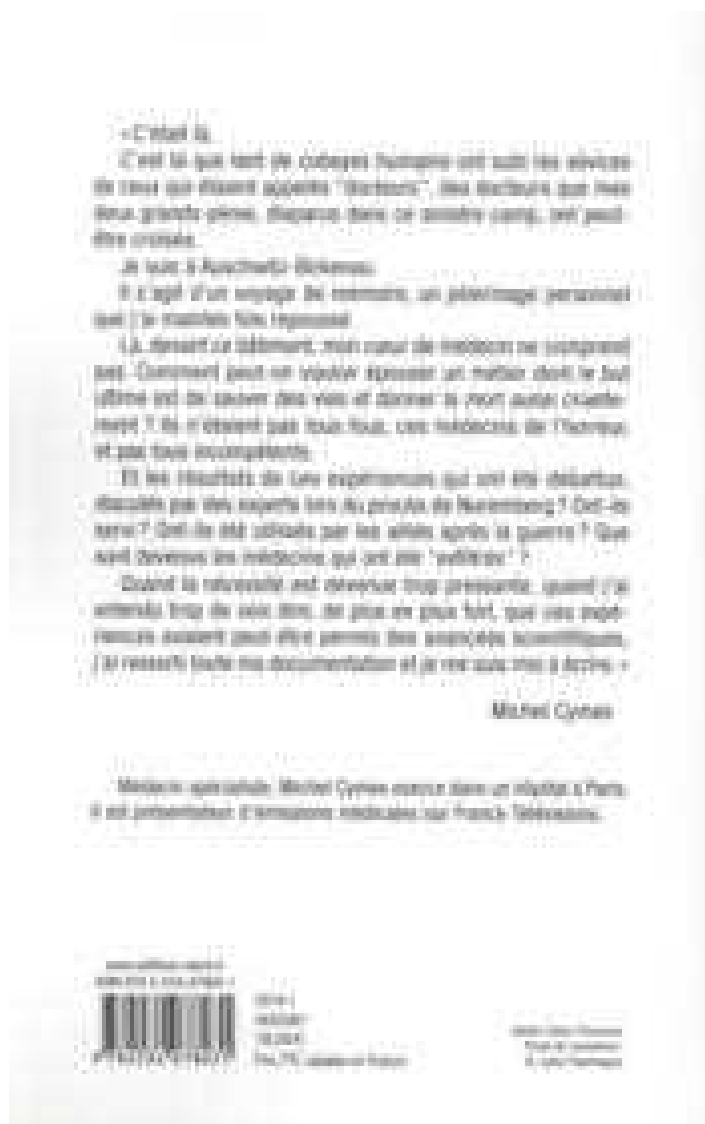 « C'était là.
C'est là que tant de cobayes humains ont subi les sévices
de ceux qui étaient appelés "docteurs", des docteurs que mes
deux grands-pères, disparus dans ce sinistre camp, ont peut-
être croisés.
Je suis à Auschwitz-Birkenau.
Il s'agit d'un voyage de mémoire, un pèlerinage personnel
que j'ai maintes fois repoussé.
Là, devant ce bâtiment, mon cœur de médecin ne comprend
pas. Comment peut-on vouloir épouser un métier dont le but
ultime est de sauver des vies et donner la mort aussi cruelle-
ment ? Ils n'étaient pas tous fous, ces médecins de l'horreur,
et pas tous incompétents.
Et les résultats de ces expériences qui ont été débattus,
discutés par des experts lors du procès de Nuremberg ? Ont-ils
servi ? Ont-ils été utilisés par les alliés après la guerre ? Que
sont devenus les médecins qui ont été "exfiltrés" ?
Quand la nécessité est devenue trop pressante, quand j'ai
entendu trop de voix dire, de plus en plus fort, que ces expé-
riences avaient peut-être permis des avancées scientifiques,
j'ai ressorti toute ma documentation et je me suis mis à écrire. »
Michel Cymes
Médecin spécialiste, Michel Cymes exerce dans un hôpital à Paris.
Il est présentateur d'émissions médicales sur France Télévisions.